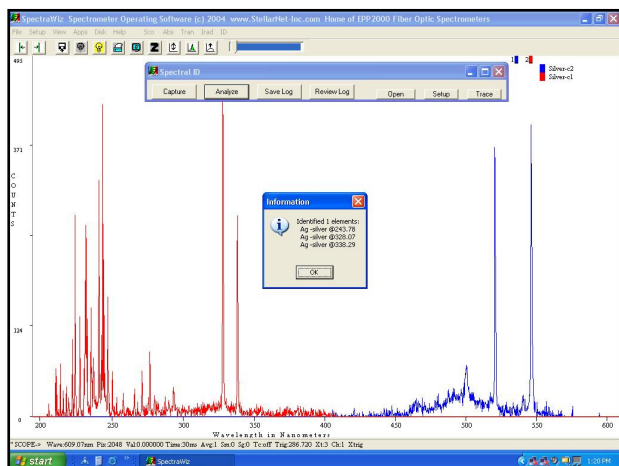 SpectraWiz Spectrometer Operating Software (c) 2004 www.StellarNet-Inc.com Home of EPP2000 Fiber Optic Spectrometers
File Setup View Apps Disk Help Sco Abs Tran Irad ID
495
1 2
Silver-c2
Silver-c1
Spectral ID
Capture Analyze Save Log Review Log Open Setup Trace
371
COUNTS
Information
Identified 1 elements:
Ag -silver @243.78
Ag -silver @328.07
Ag -silver @338.29
OK
124
0
200 250 300 350 400 450 500 550 600
Wavelength in Nanometers
SCOPE-> Wave:609.07nm Pix:2048 Val:0.000000 Time:30ms Avg:1 Sm:0 Sg:0 Tc:off Trig:286.720 Xt:3 Ch:1 Xtrig
start SpectraWiz 1:20 PM